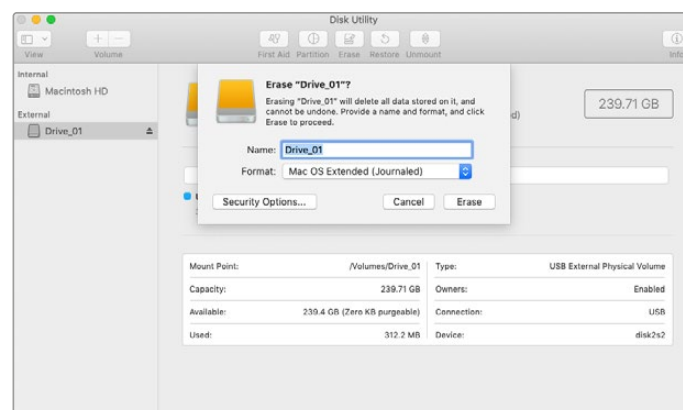 Disk Utility
View
Volume
First Aid
Partition
Erase
Restore
Unmount
Info
Internal
Macintosh HD
External
Drive_01
Erase “Drive_01”?
Erasing “Drive_01” will delete all data stored on it, and
cannot be undone. Provide a name and format, and click
Erase to proceed.
Name: Drive_01
Format: Mac OS Extended (Journaled)
Security Options...
Cancel
Erase
239.71 GB
Mount Point: /Volumes/Drive_01
Type: USB External Physical Volume
Capacity: 239.71 GB
Owners: Enabled
Available: 239.4 GB (Zero KB purgeable)
Connection: USB
Used: 312.2 MB
Device: disk2s2